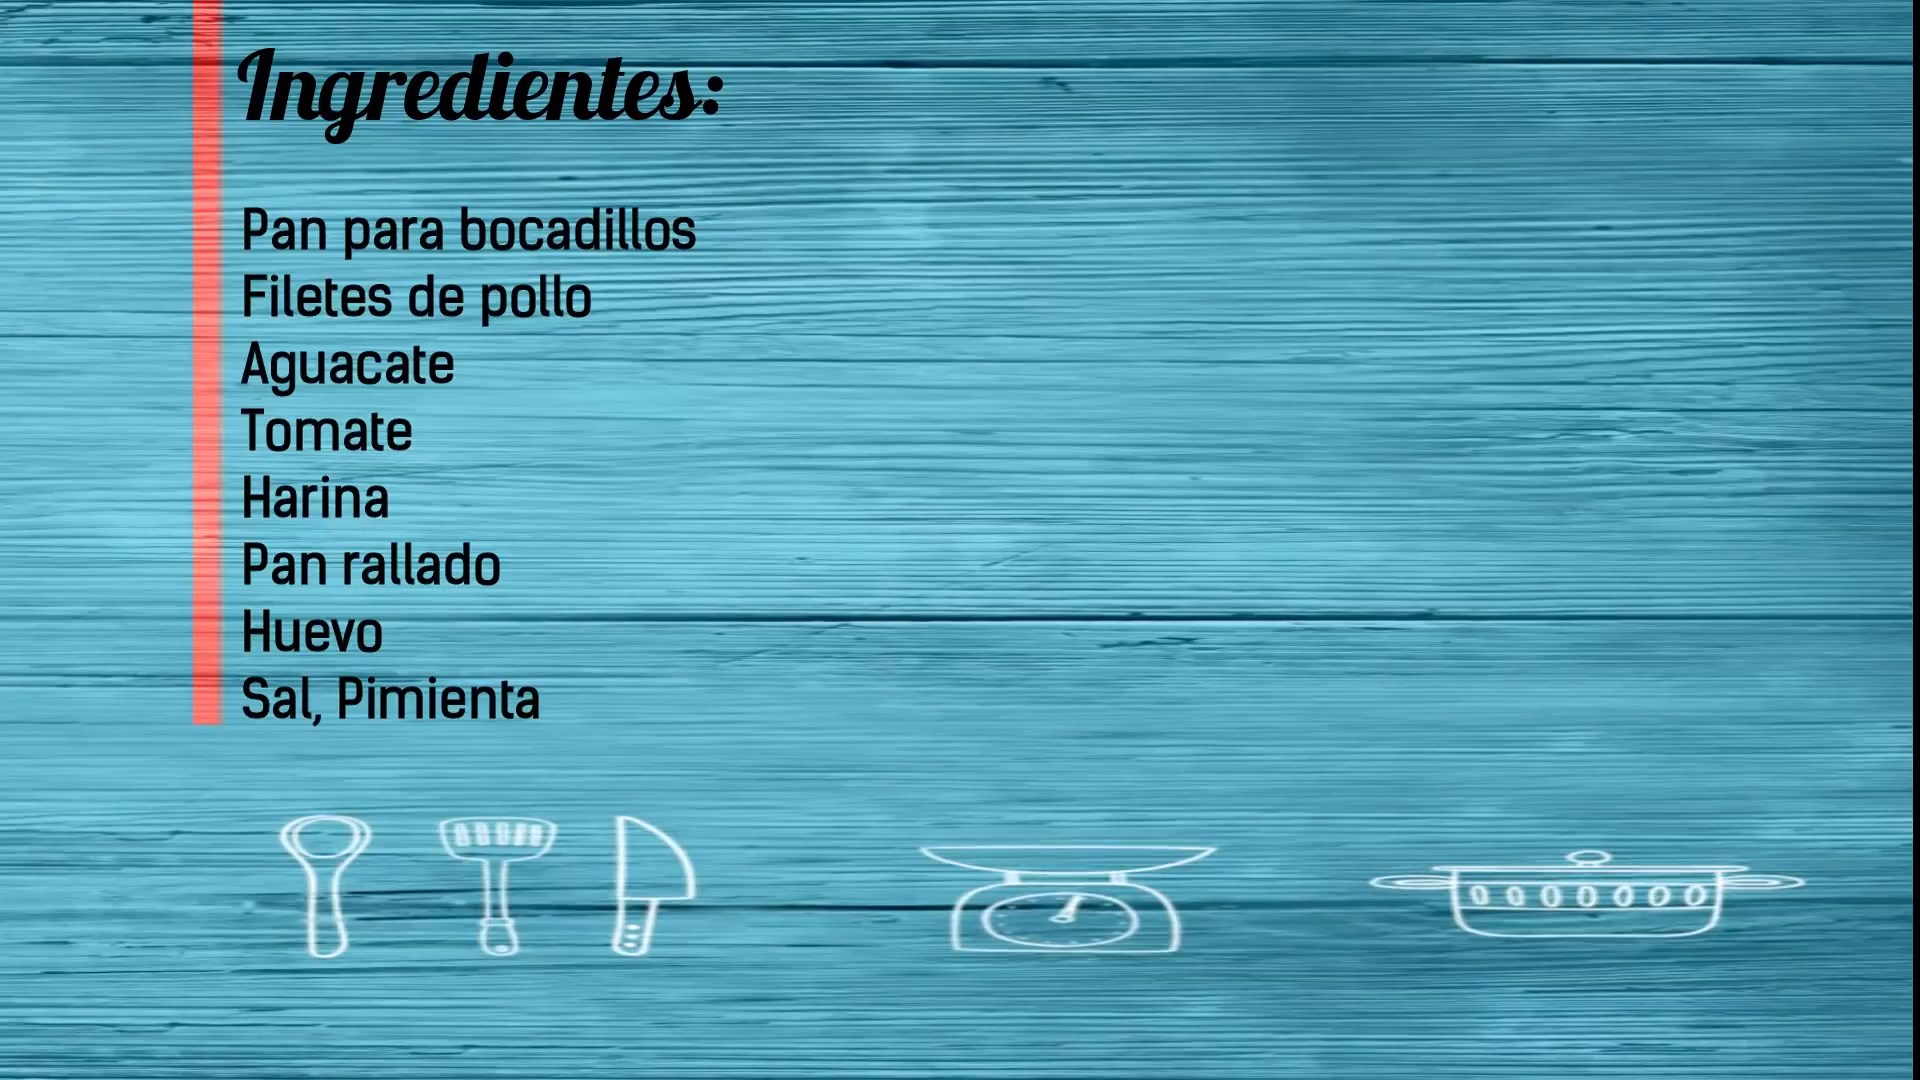 Ingredientes:
Pan para bocadillos
Filetes de pollo
Aguacate
Tomate
Harina
Pan rallado
Huevo
Sal, Pimienta